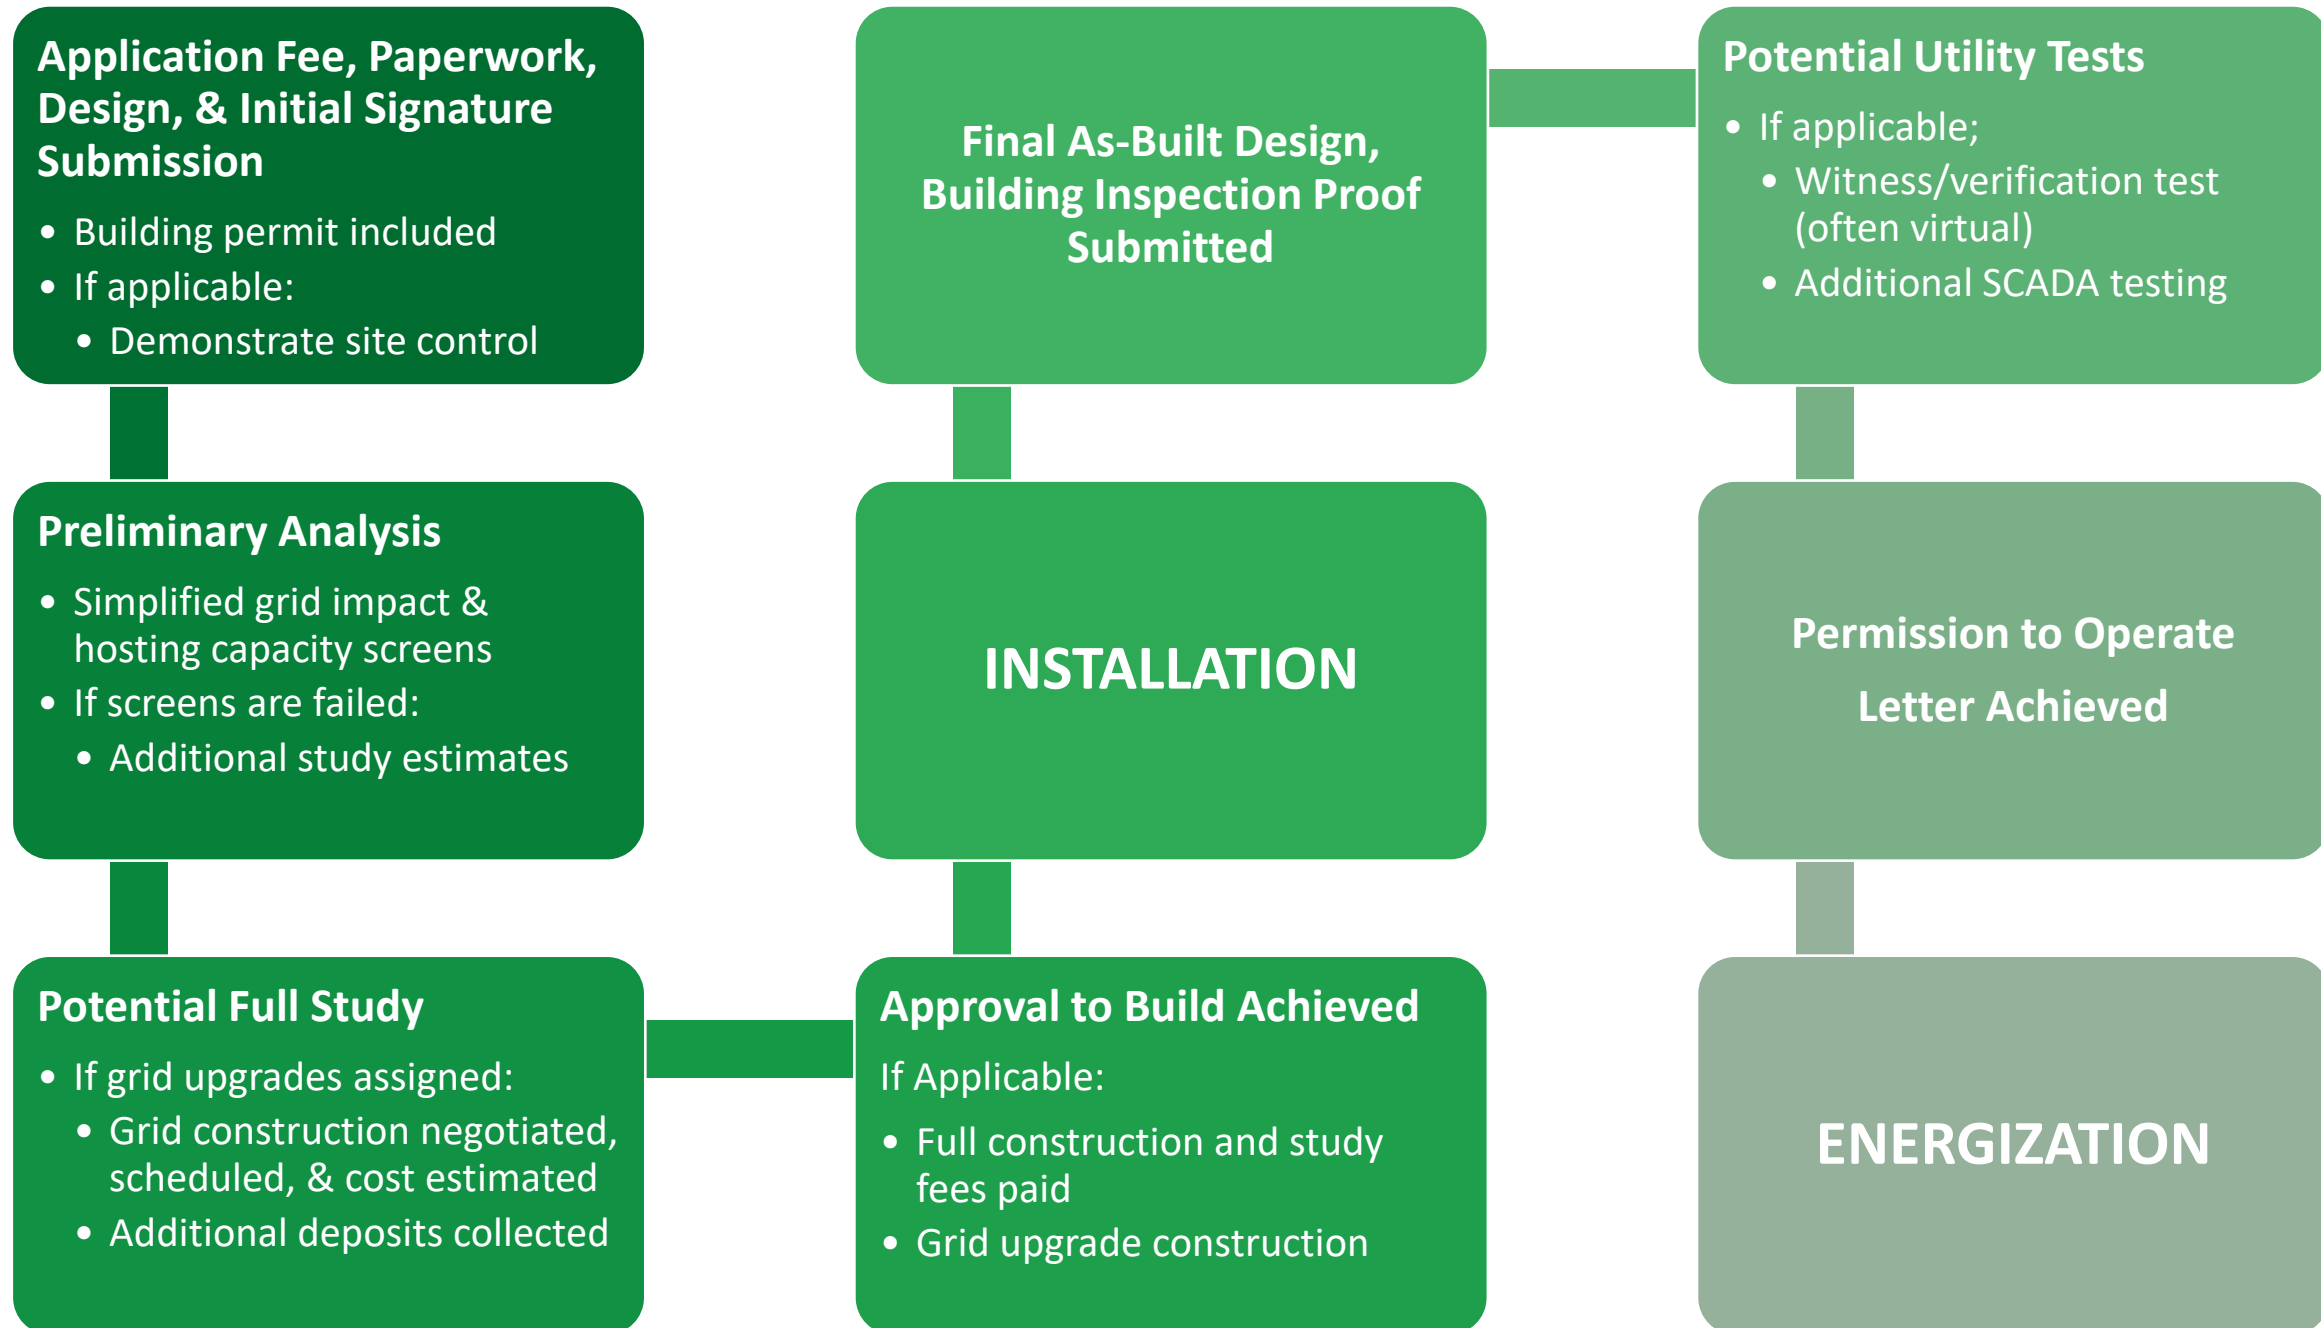 Application Fee, Paperwork,
Design, & Initial Signature
Submission
• Building permit included
• If applicable:
• Demonstrate site control
Preliminary Analysis
• Simplified grid impact &
hosting capacity screens
• If screens are failed:
• Additional study estimates
Potential Full Study
• If grid upgrades assigned:
• Grid construction negotiated,
scheduled, & cost estimated
• Additional deposits collected
Approval to Build Achieved
If Applicable:
• Full construction and study
fees paid
• Grid upgrade construction
INSTALLATION
Final As-Built Design,
Building Inspection Proof
Submitted
Potential Utility Tests
• If applicable;
• Witness/verification test
(often virtual)
• Additional SCADA testing
Permission to Operate
Letter Achieved
ENERGIZATION